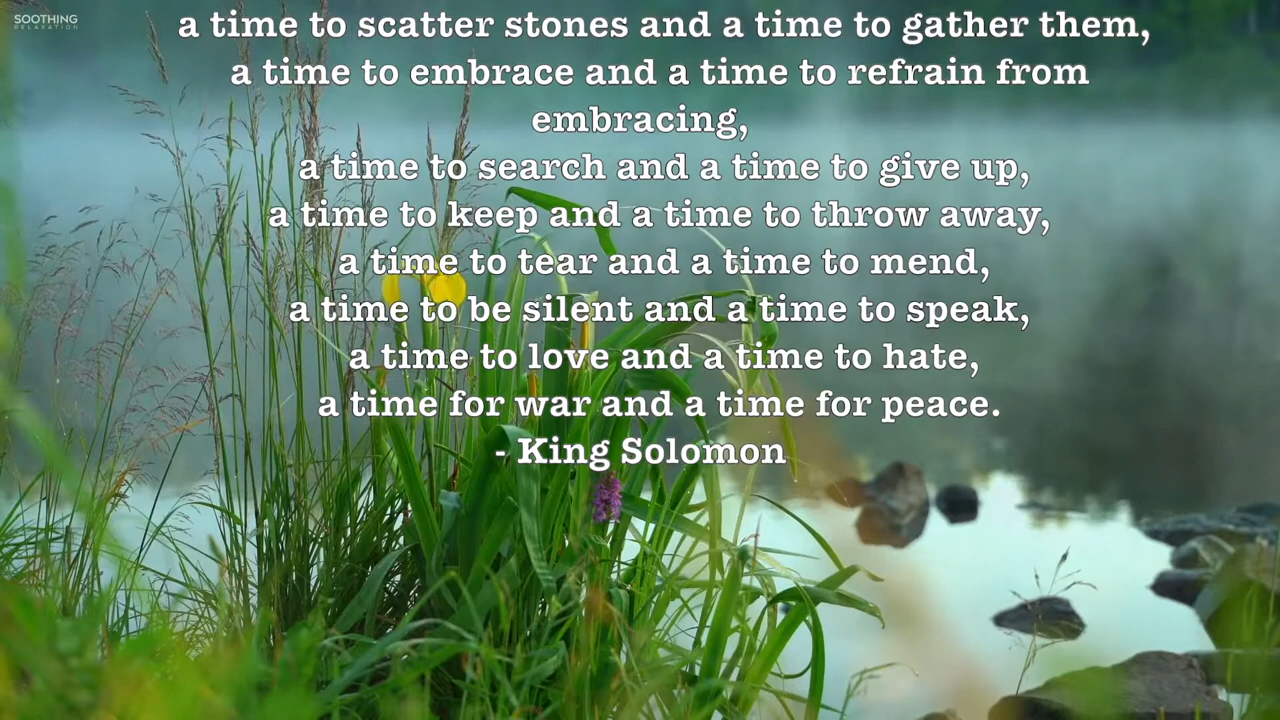 SOOTHING
RELAXATION
a time to scatter stones and a time to gather them,
a time to embrace and a time to refrain from
embracing,
a time to search and a time to give up,
a time to keep and a time to throw away,
a time to tear and a time to mend,
a time to be silent and a time to speak,
a time to love and a time to hate,
a time for war and a time for peace.
- King Solomon